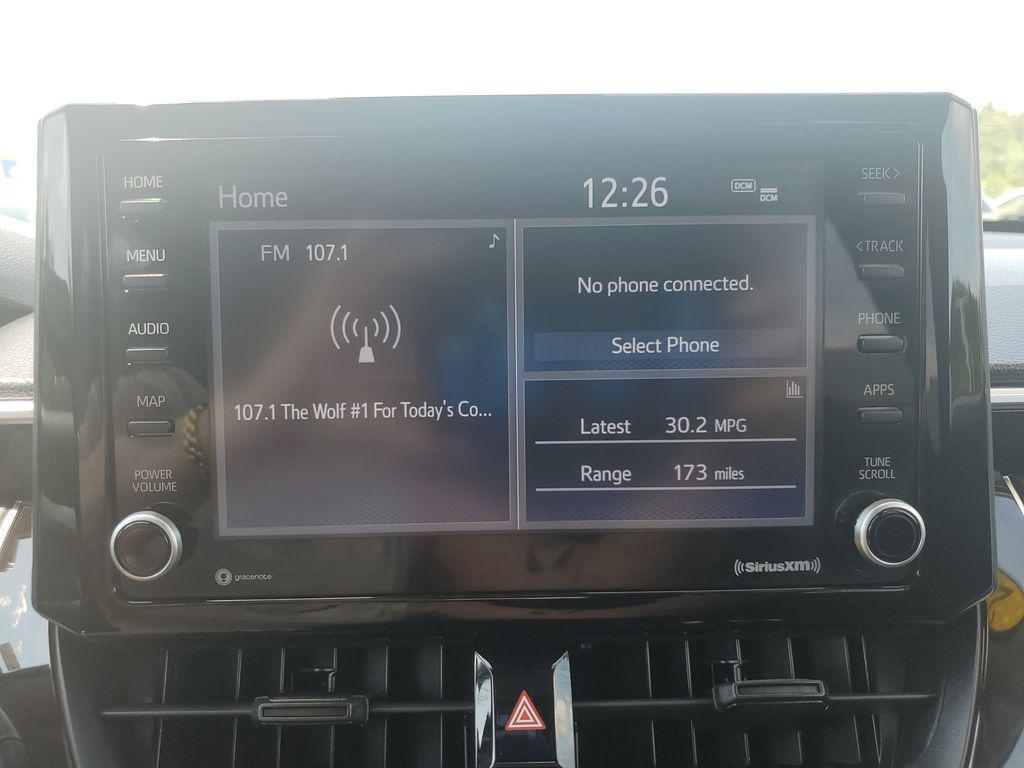 HOME
MENU
AUDIO
MAP
POWER
VOLUME
Home
12:26
DCM
DCM
FM 107.1
107.1 The Wolf #1 For Today's Co...
No phone connected.
Select Phone
Latest 30.2 MPG
Range 173 miles
SEEK >
< TRACK
PHONE
APPS
TUNE
SCROLL
gracenote
SiriusXM